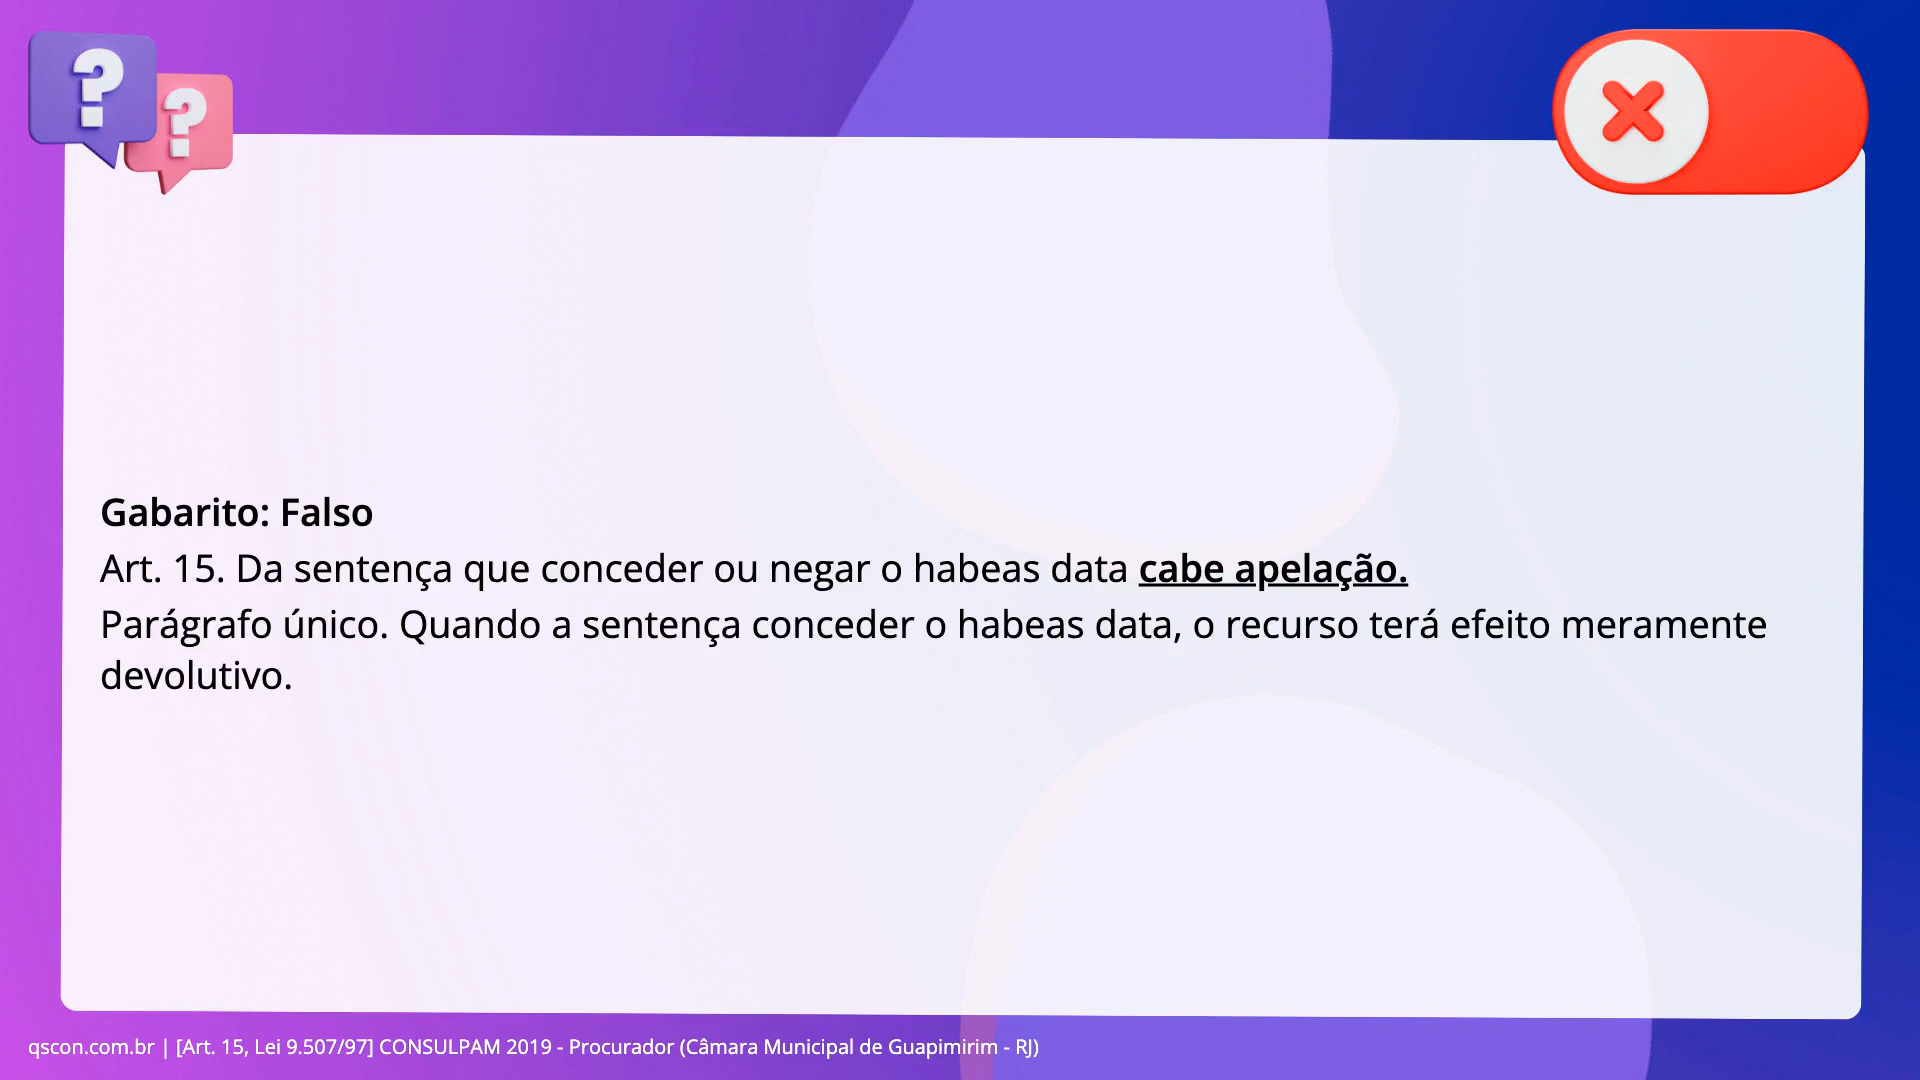 Gabarito: Falso
Art. 15. Da sentença que conceder ou negar o habeas data cabe apelação.
Parágrafo único. Quando a sentença conceder o habeas data, o recurso terá efeito meramente
devolutivo.
qscon.com.br | [Art. 15, Lei 9.507/97] CONSULPAM 2019 - Procurador (Câmara Municipal de Guapimirim - RJ)